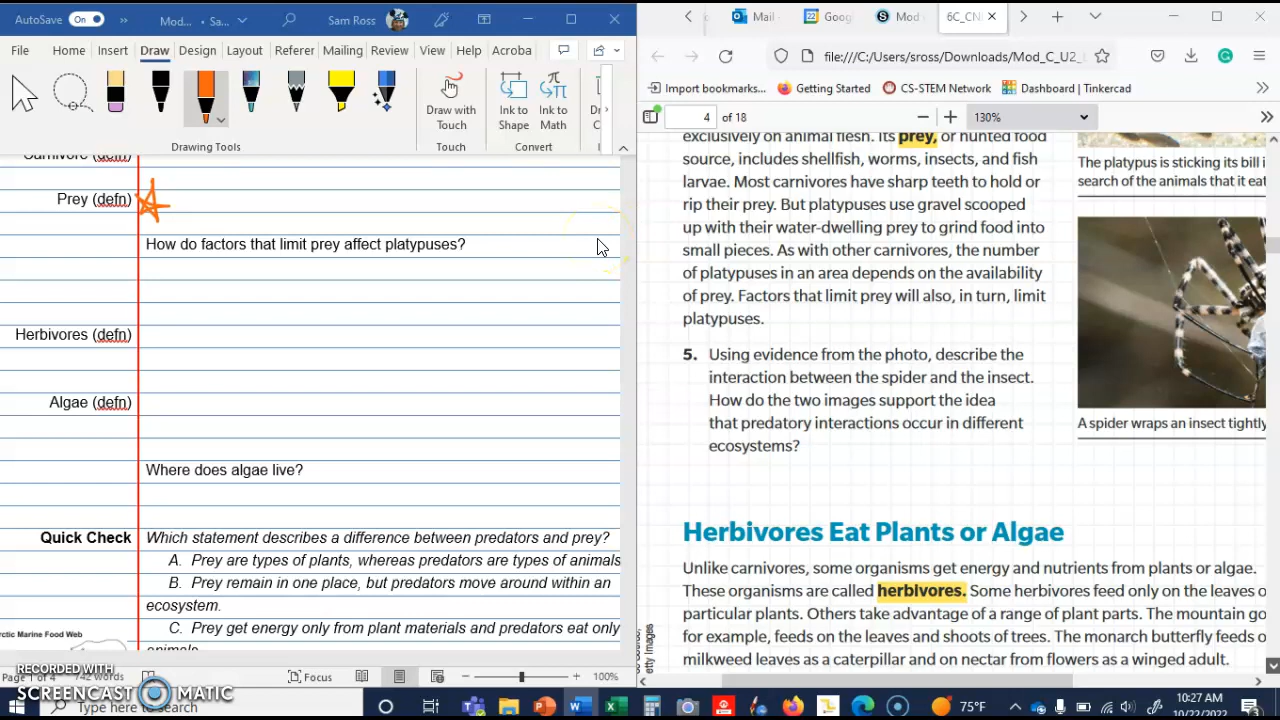 AutoSave On Mod... - Sa... Sam Ross
File Home Insert Draw Design Layout Referer Mailing Review View Help Acroba
Draw with Touch
Ink to Shape
Ink to Math
Drawing Tools
Touch
Convert
Carnivore (defn)
Prey (defn)
How do factors that limit prey affect platypuses?
Herbivores (defn)
Algae (defn)
Where does algae live?
Quick Check
Which statement describes a difference between predators and prey?
A. Prey are types of plants, whereas predators are types of animals
B. Prey remain in one place, but predators move around within an
ecosystem.
C. Prey get energy only from plant materials and predators eat only
animals
rctic Marine Food Web
Page 1 of 4 742 words
Focus
100%
Mail
Goog
Mod
6C_CN
file:///C:/Users/sross/Downloads/Mod_C_U2_
Import bookmarks... Getting Started CS-STEM Network Dashboard | Tinkercad
4 of 18
130%
exclusively on animal flesh. Its prey, or hunted food
source, includes shellfish, worms, insects, and fish
larvae. Most carnivores have sharp teeth to hold or
rip their prey. But platypuses use gravel scooped
up with their water-dwelling prey to grind food into
small pieces. As with other carnivores, the number
of platypuses in an area depends on the availability
of prey. Factors that limit prey will also, in turn, limit
platypuses.
5. Using evidence from the photo, describe the
interaction between the spider and the insect.
How do the two images support the idea
that predatory interactions occur in different
ecosystems?
The platypus is sticking its bill i
search of the animals that it eat
A spider wraps an insect tightly
Herbivores Eat Plants or Algae
Unlike carnivores, some organisms get energy and nutrients from plants or algae.
These organisms are called herbivores. Some herbivores feed only on the leaves o
particular plants. Others take advantage of a range of plant parts. The mountain go
for example, feeds on the leaves and shoots of trees. The monarch butterfly feeds o
milkweed leaves as a caterpillar and on nectar from flowers as a winged adult.
etty Images
RECORDED WITH
SCREENCAST MATIC
Type here to search
75°F
10:27 AM
10/22/2022
3